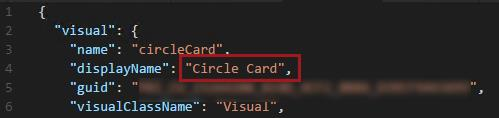 1 {
2 "visual": {
3 "name": "circleCard",
4 "displayName": "Circle Card",
5 "guid": "
6 "visualClassName": "Visual",